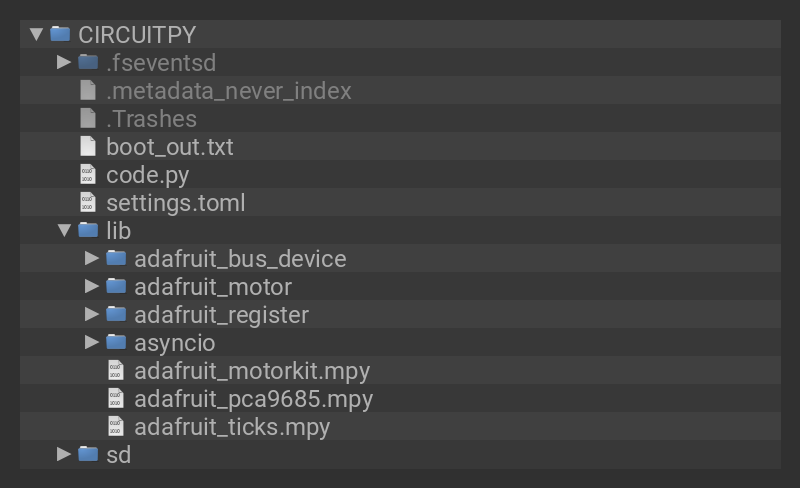 CIRCUITPY
.fseventsd
.metadata_never_index
.Trashes
boot_out.txt
code.py
settings.toml
lib
adafruit_bus_device
adafruit_motor
adafruit_register
asyncio
adafruit_motorkit.mpy
adafruit_pca9685.mpy
adafruit_ticks.mpy
sd